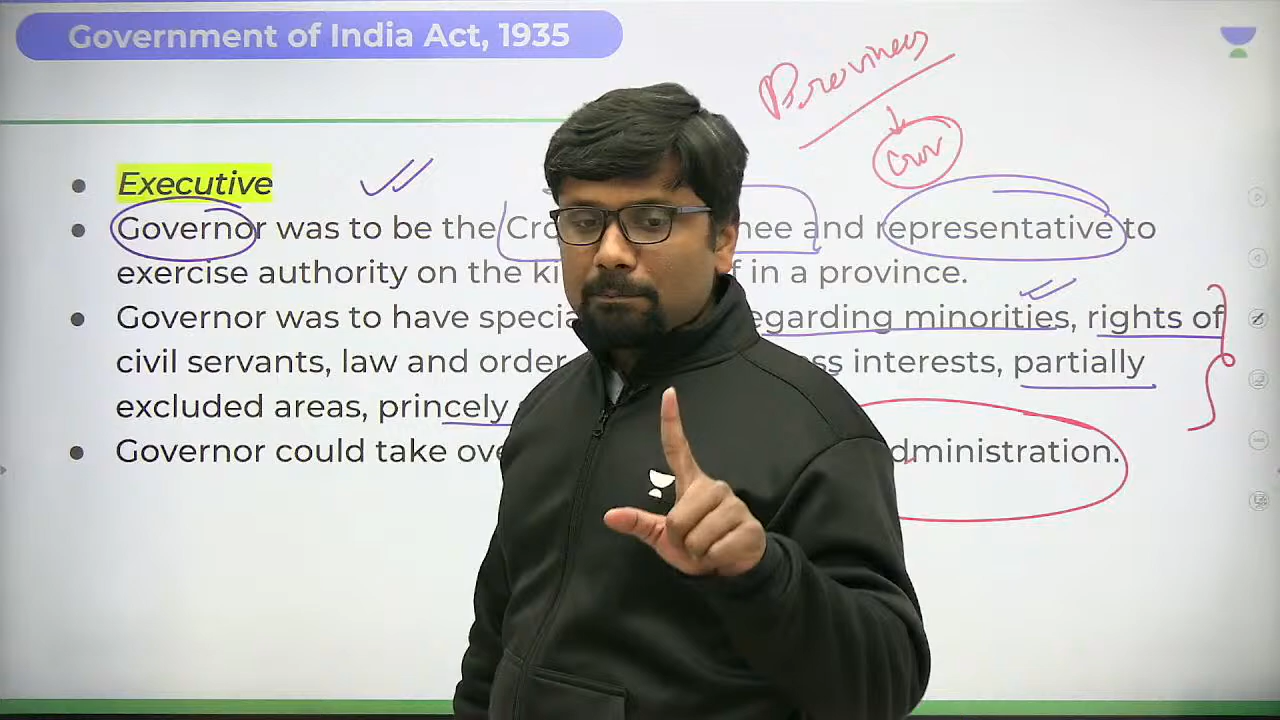 Government of India Act, 1935
Provinces
Gov
Executive
Governor was to be the Cro nee and representative to
exercise authority on the ki f in a province.
Governor was to have specia egarding minorities, rights of
civil servants, law and order ss interests, partially
excluded areas, princely
Governor could take ove dministration.